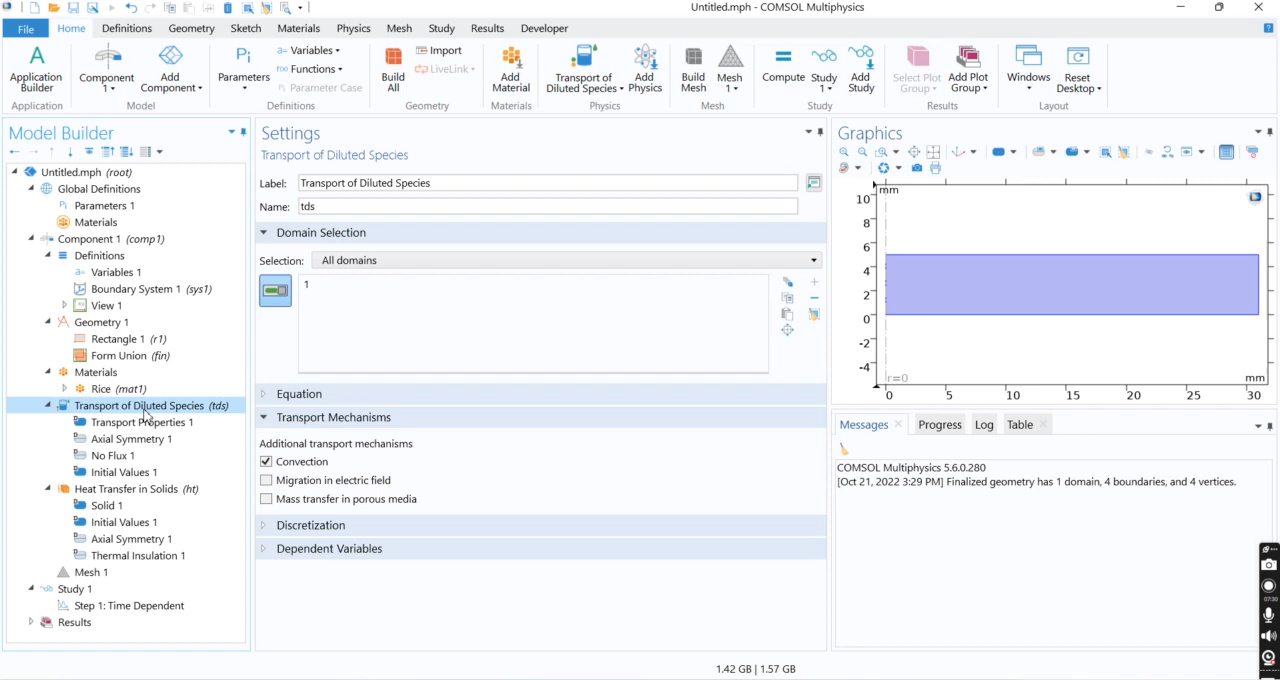 Untitled.mph - COMSOL Multiphysics
File Home Definitions Geometry Sketch Materials Physics Mesh Study Results Developer
Application Builder
Component 1
Add Component
Parameters
a= Variables
f(x) Functions
Pi Parameter Case
Build All
Import
LiveLink
Add Material
Transport of Diluted Species
Add Physics
Build Mesh
Mesh 1
Compute
Study 1
Add Study
Select Plot Group
Add Plot Group
Windows
Reset Desktop
Application Model Definitions Geometry Materials Physics Mesh Study Results Layout
Model Builder
Untitled.mph (root)
Global Definitions
Pi Parameters 1
Materials
Component 1 (comp1)
Definitions
a= Variables 1
Boundary System 1 (sys1)
View 1
Geometry 1
Rectangle 1 (r1)
Form Union (fin)
Materials
Rice (mat1)
Transport of Diluted Species (tds)
Transport Properties 1
Axial Symmetry 1
No Flux 1
Initial Values 1
Heat Transfer in Solids (ht)
Solid 1
Initial Values 1
Axial Symmetry 1
Thermal Insulation 1
Mesh 1
Study 1
Step 1: Time Dependent
Results
Settings
Transport of Diluted Species
Label: Transport of Diluted Species
Name: tds
Domain Selection
Selection: All domains
1
Equation
Transport Mechanisms
Additional transport mechanisms
Convection
Migration in electric field
Mass transfer in porous media
Discretization
Dependent Variables
Graphics
mm
10
8
6
4
2
0
-2
-4
r=0
mm
0 5 10 15 20 25 30
Messages Progress Log Table
COMSOL Multiphysics 5.6.0.280
[Oct 21, 2022 3:29 PM] Finalized geometry has 1 domain, 4 boundaries, and 4 vertices.
07:30
1.42 GB | 1.57 GB